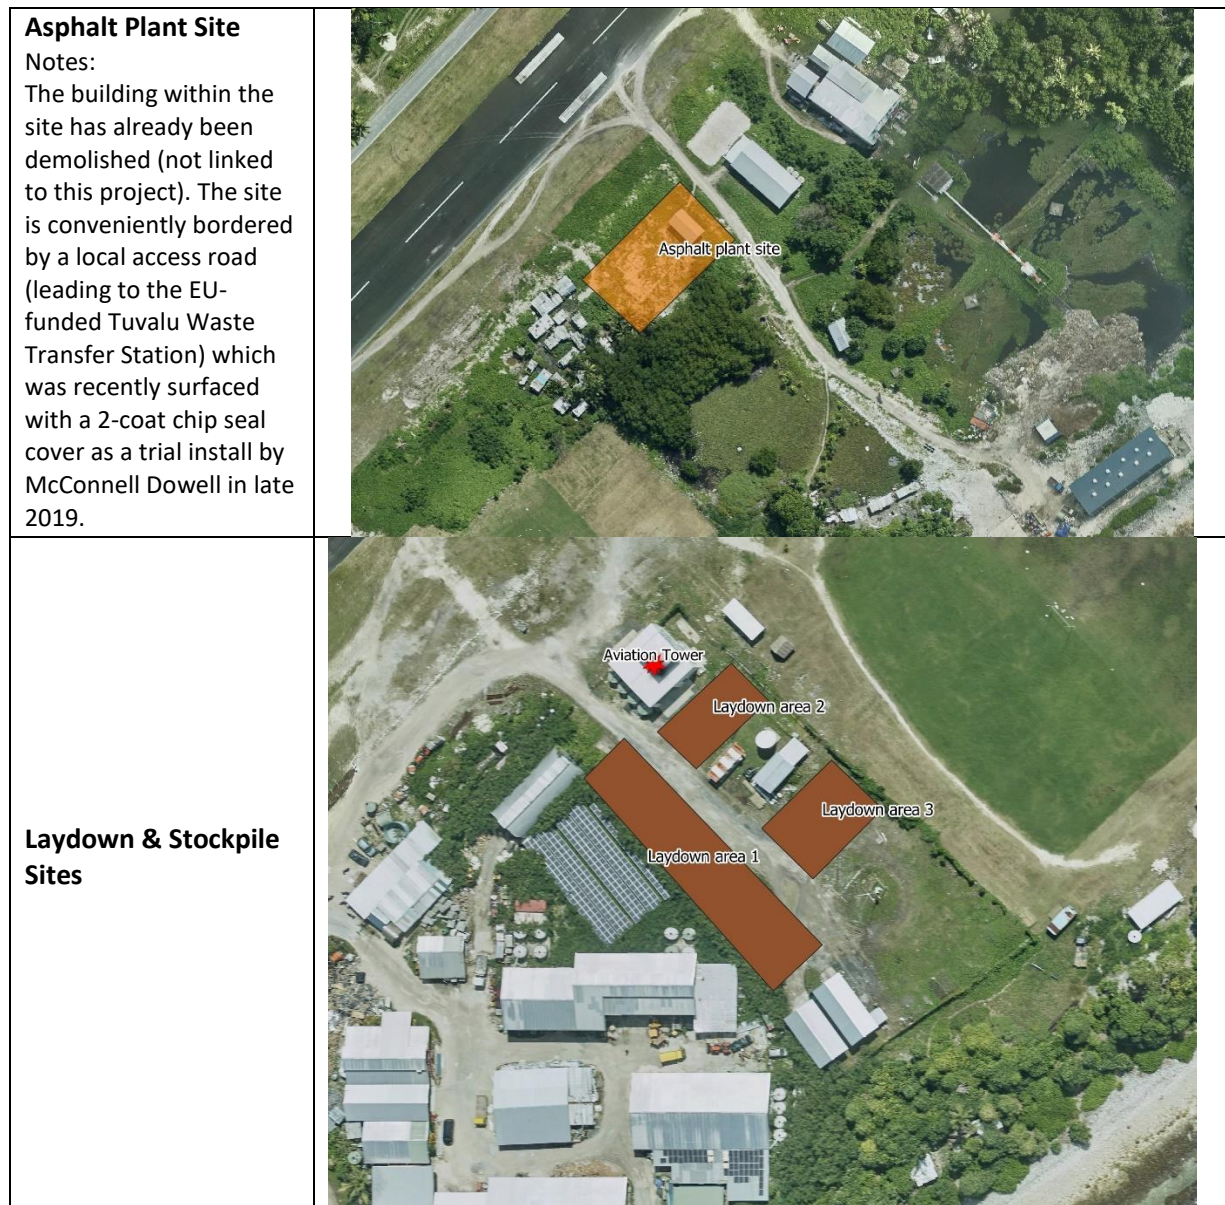 Asphalt Plant Site
Notes:
The building within the
site has already been
demolished (not linked
to this project). The site
is conveniently bordered
by a local access road
(leading to the EU-
funded Tuvalu Waste
Transfer Station) which
was recently surfaced
with a 2-coat chip seal
cover as a trial install by
McConnell Dowell in late
2019.
Asphalt plant site
Laydown & Stockpile
Sites
Aviation Tower
Laydown area 2
Laydown area 3
Laydown area 1